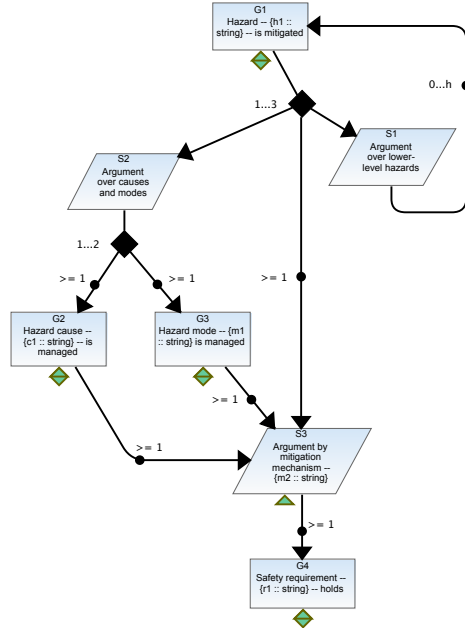 G1
Hazard -- {h1 ::
string} -- is mitigated
0...h
1...3
S2
Argument
over causes
and modes
S1
Argument
over lower-
level hazards
1...2
>= 1
>= 1
>= 1
G2
Hazard cause --
{c1 :: string} -- is
managed
G3
Hazard mode -- {m1
:: string} is managed
>= 1
>= 1
S3
Argument by
mitigation
mechanism --
{m2 :: string}
>= 1
G4
Safety requirement --
{r1 :: string} -- holds